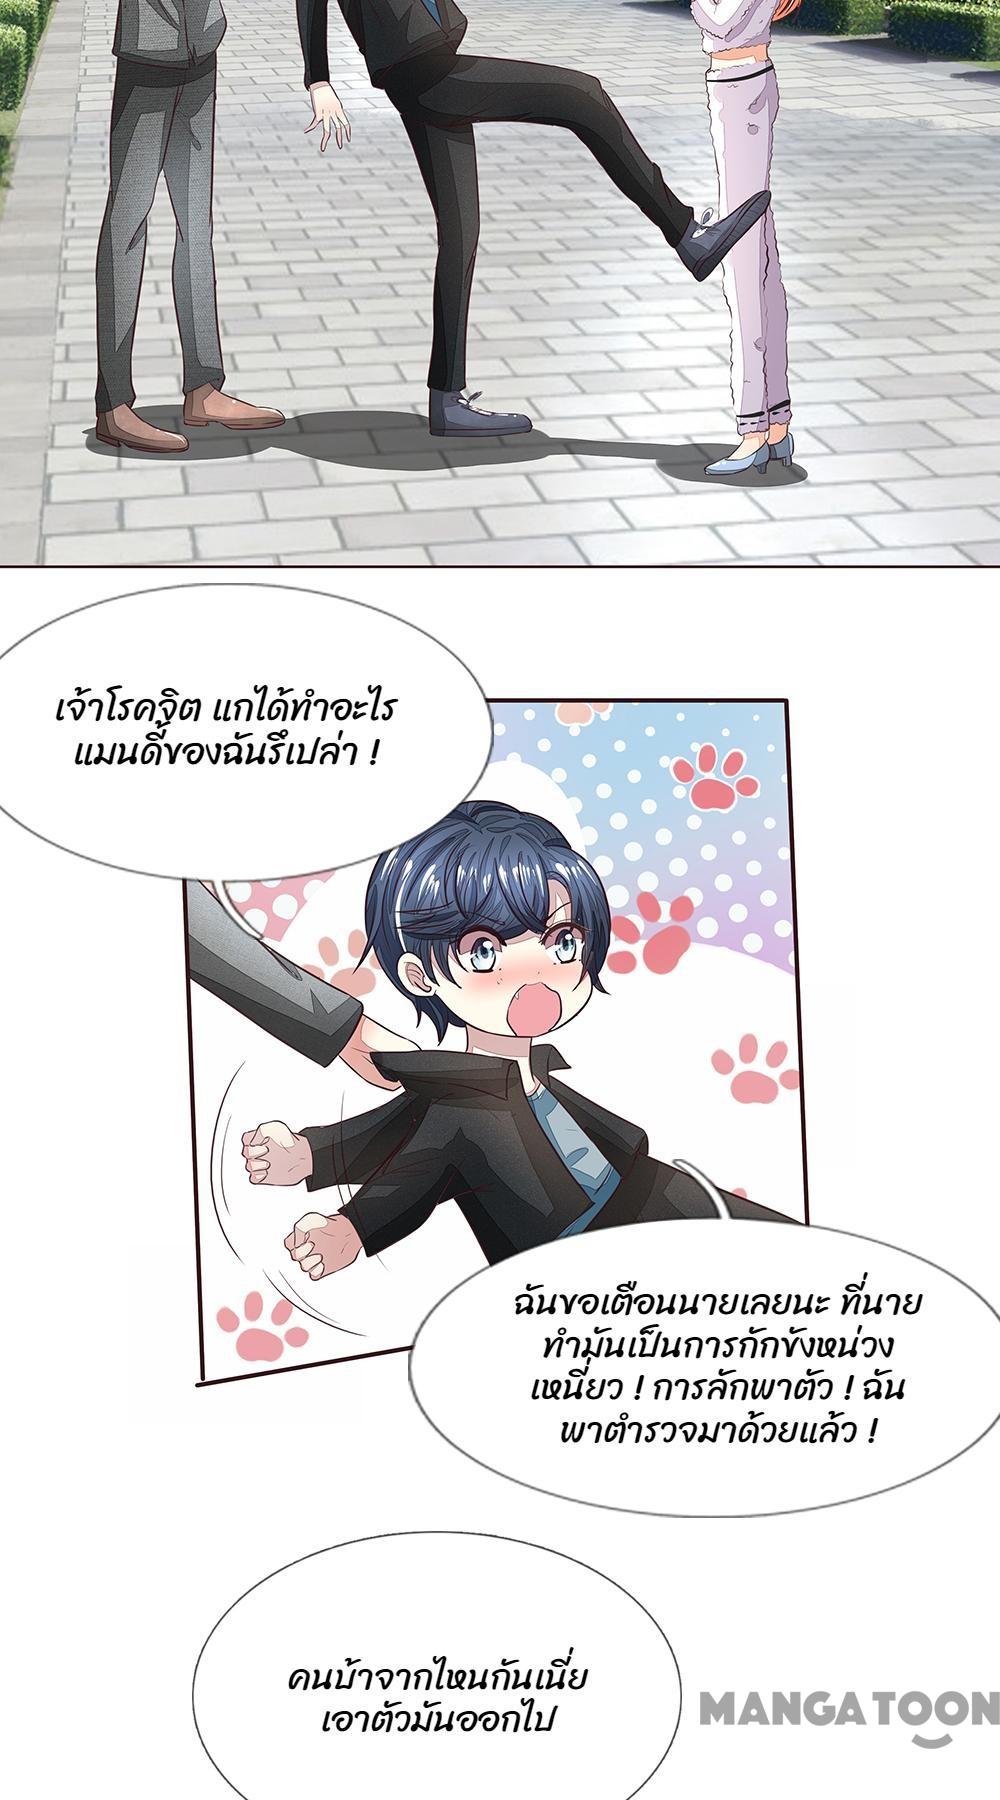 เจ้าโรคจิต แกได้ทำอะไร
แมนดี้ของฉันรึเปล่า !
ฉันขอเตือนนายเลยนะ ที่นาย
ทำมันเป็นการกักขังหน่วง
เหนี่ยว ! การลักพาตัว ! ฉัน
พาตำรวจมาด้วยแล้ว !
คนบ้าจากไหนกันเนี่ย
เอาตัวมันออกไป
MANGA TOON